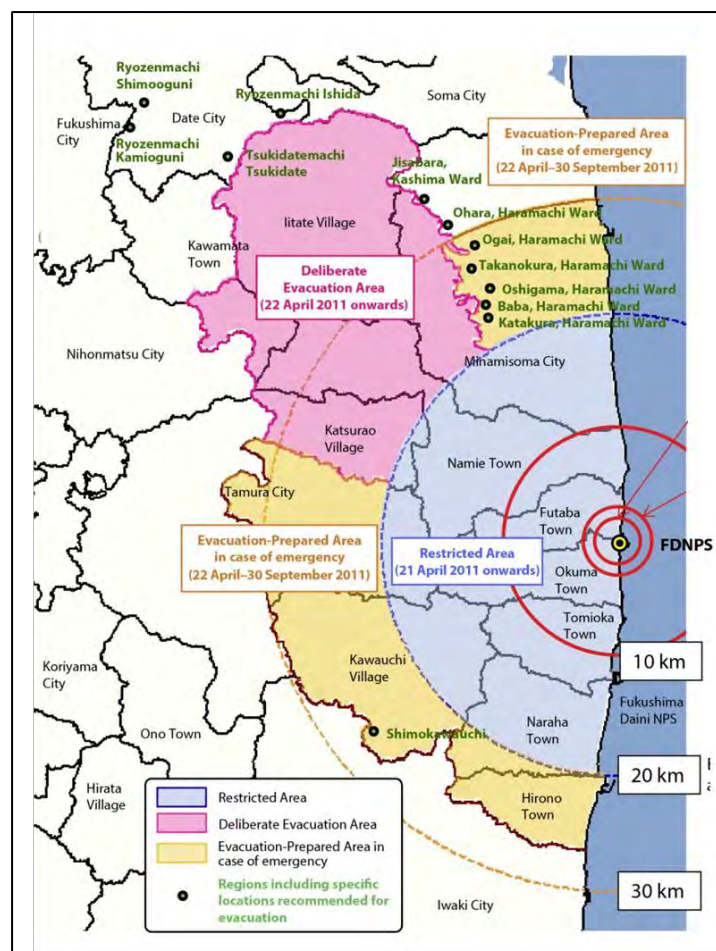 Ryozenmachi
Shimooguni
Ryozenmachi Ishida
Soma City
Fukushima
City
Date City
Ryozenmachi
Kamioguni
Tsukidatemachi
Tsukidate
Evacuation-Prepared Area
in case of emergency
(22 April–30 September 2011)
Jisabara,
Kashima Ward
Iitate Village
Ohara, Haramachi Ward
Kawamata
Town
Ogai, Haramachi Ward
Deliberate
Evacuation Area
(22 April 2011 onwards)
Takanokura, Haramachi Ward
Oshigama, Haramachi Ward
Baba, Haramachi Ward
Katakura, Haramachi Ward
Nihonmatsu City
Minamisoma City
Katsurao
Village
Namie Town
Tamura City
Futaba
Town
FDNPS
Evacuation-Prepared Area
in case of emergency
(22 April–30 September 2011)
Restricted Area
(21 April 2011 onwards)
Okuma
Town
Tomioka
Town
Koriyama
City
Kawauchi
Village
10 km
Fukushima
Daini NPS
Ono Town
Shimokawauchi
Naraha
Town
Hirata
Village
20 km
Hirono
Town
Restricted Area
Deliberate Evacuation Area
Evacuation-Prepared Area in
case of emergency
Regions including specific
locations recommended for
evacuation
30 km
Iwaki City